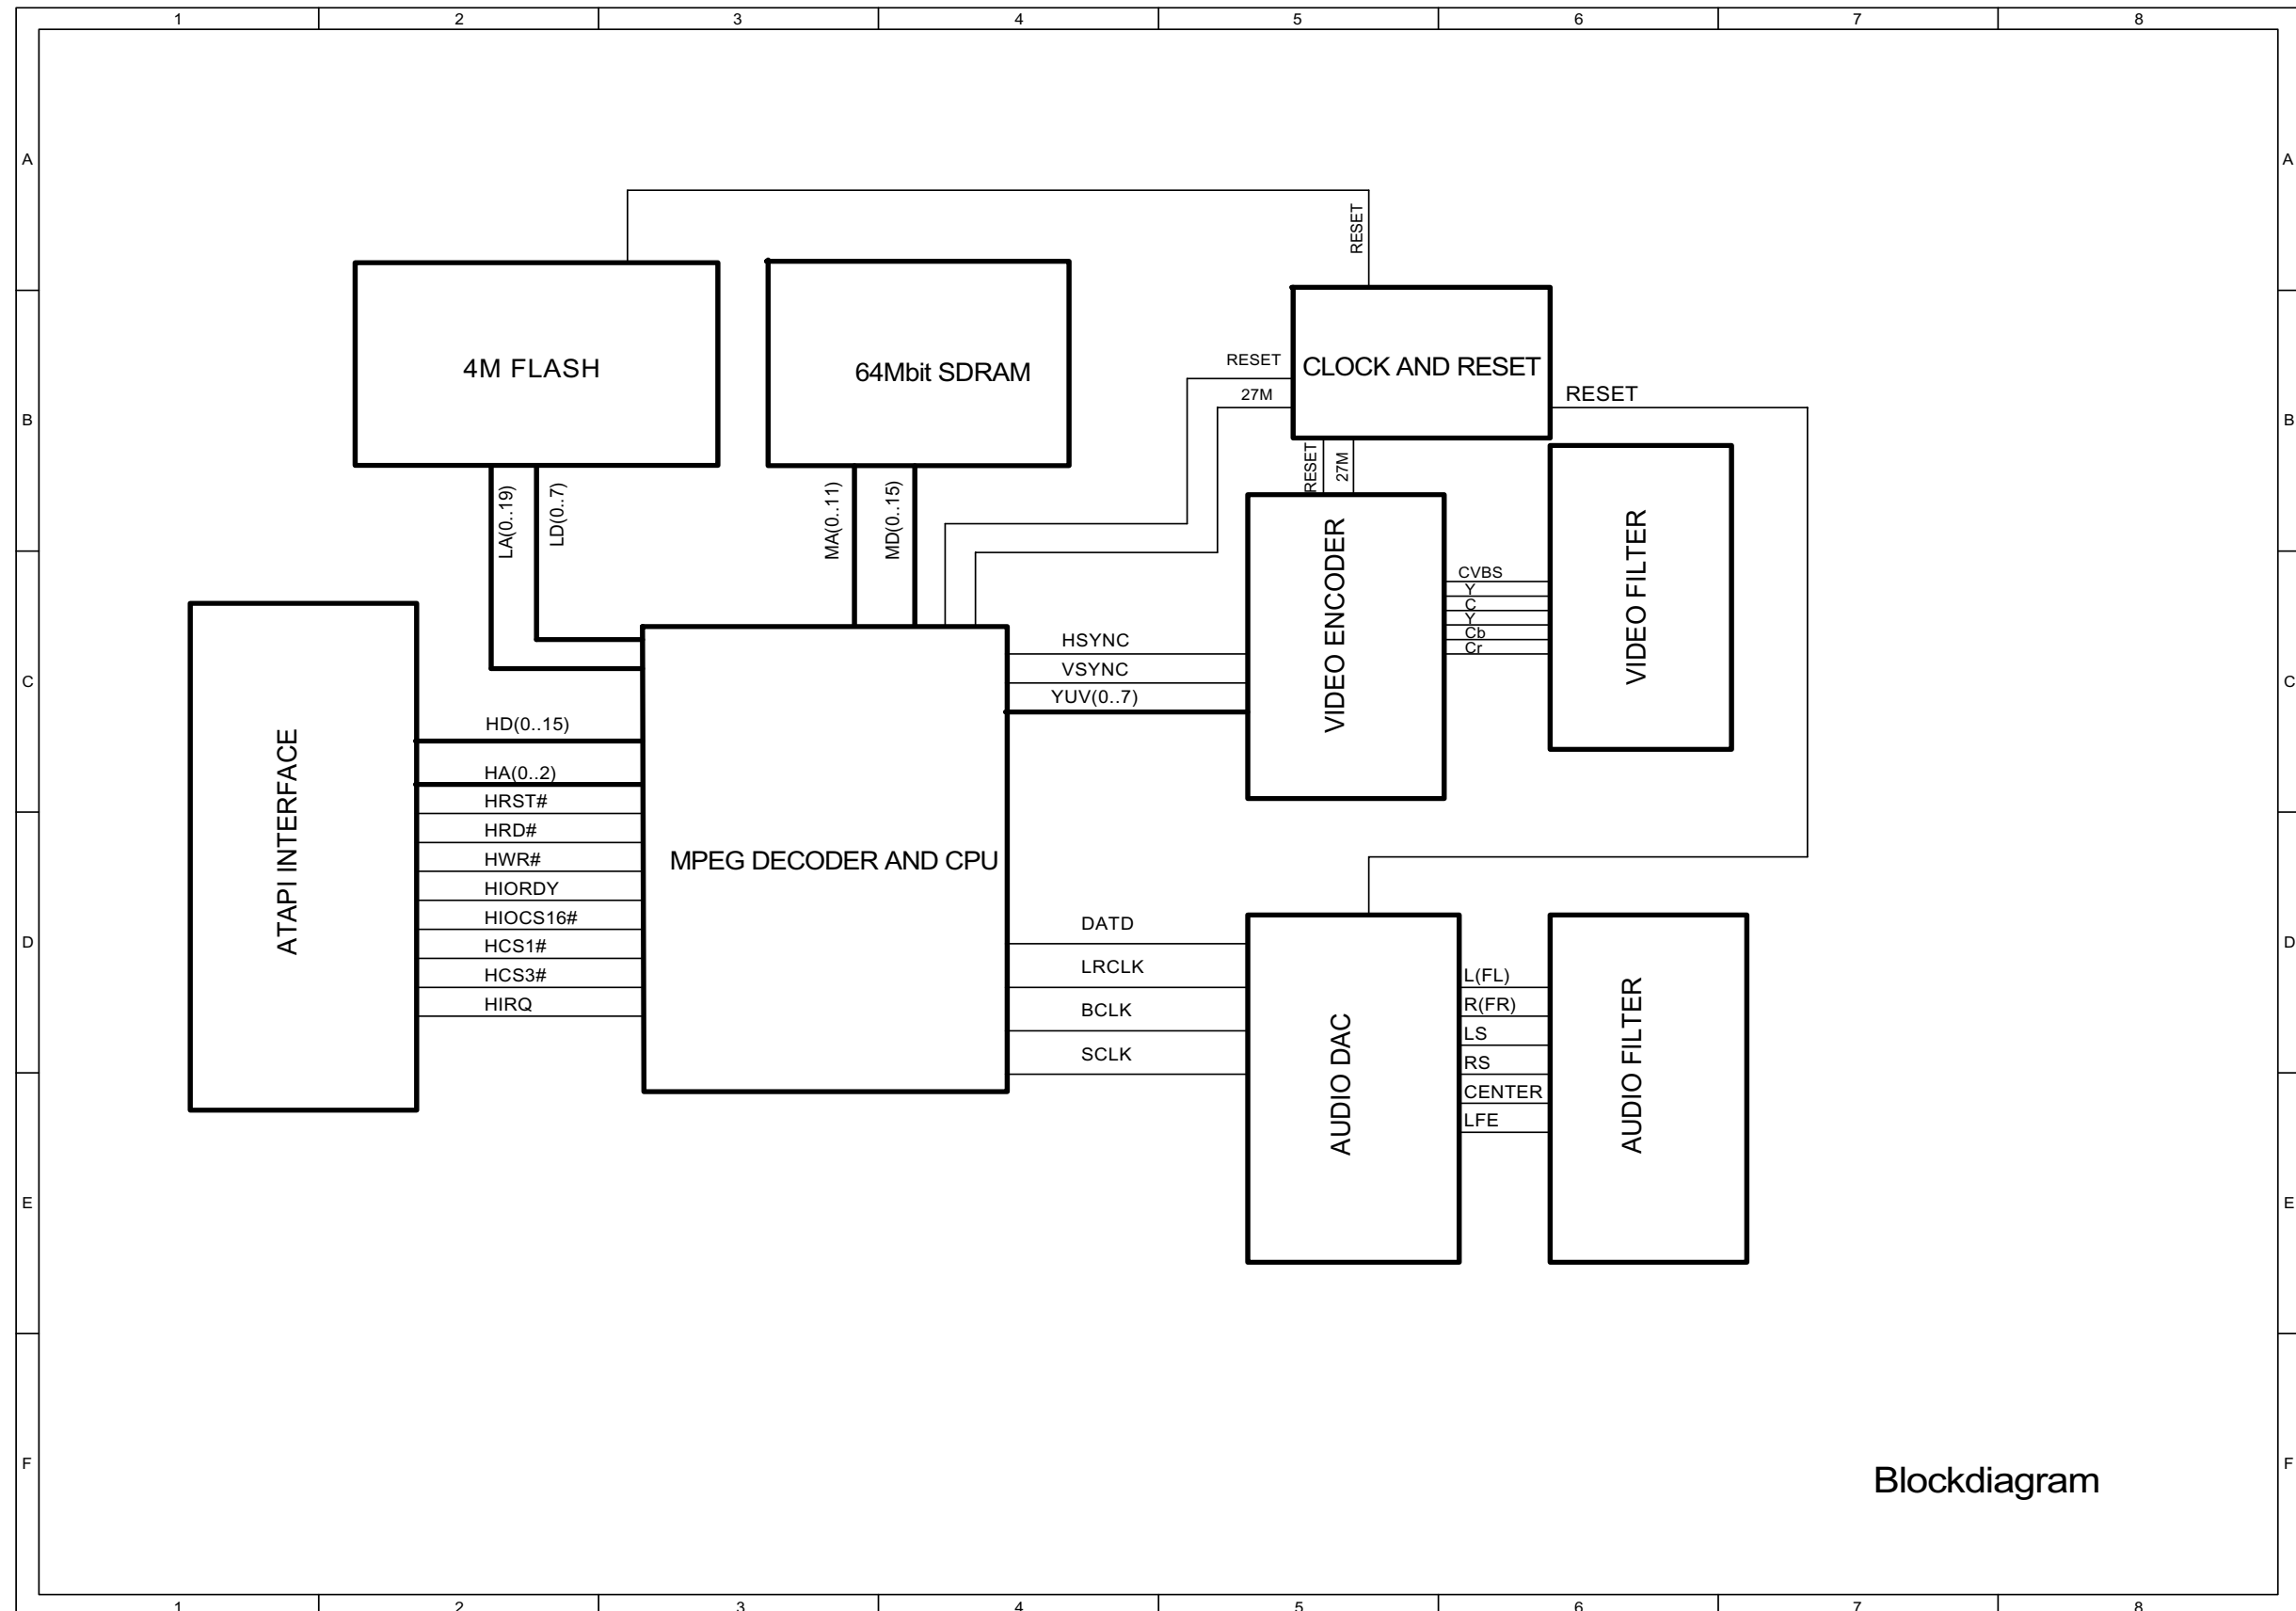 1 2 3 4 5 6 7 8
A A
RESET
4M FLASH
64Mbit SDRAM
RESET
CLOCK AND RESET
27M
RESET
B B
RESET
27M
LA(0..19)
LD(0..7)
MA(0..11)
MD(0..15)
VIDEO ENCODER
CVBS
Y
C
Y
Cb
Cr
VIDEO FILTER
HSYNC
VSYNC
YUV(0..7)
C C
HD(0..15)
HA(0..2)
HRST#
HRD#
HWR#
HIORDY
HIOCS16#
HCS1#
HCS3#
HIRQ
ATAPI INTERFACE
MPEG DECODER AND CPU
D D
DATD
LRCLK
BCLK
SCLK
AUDIO DAC
L(FL)
R(FR)
LS
RS
CENTER
LFE
AUDIO FILTER
E E
F F
Blockdiagram
1 2 3 4 5 6 7 8